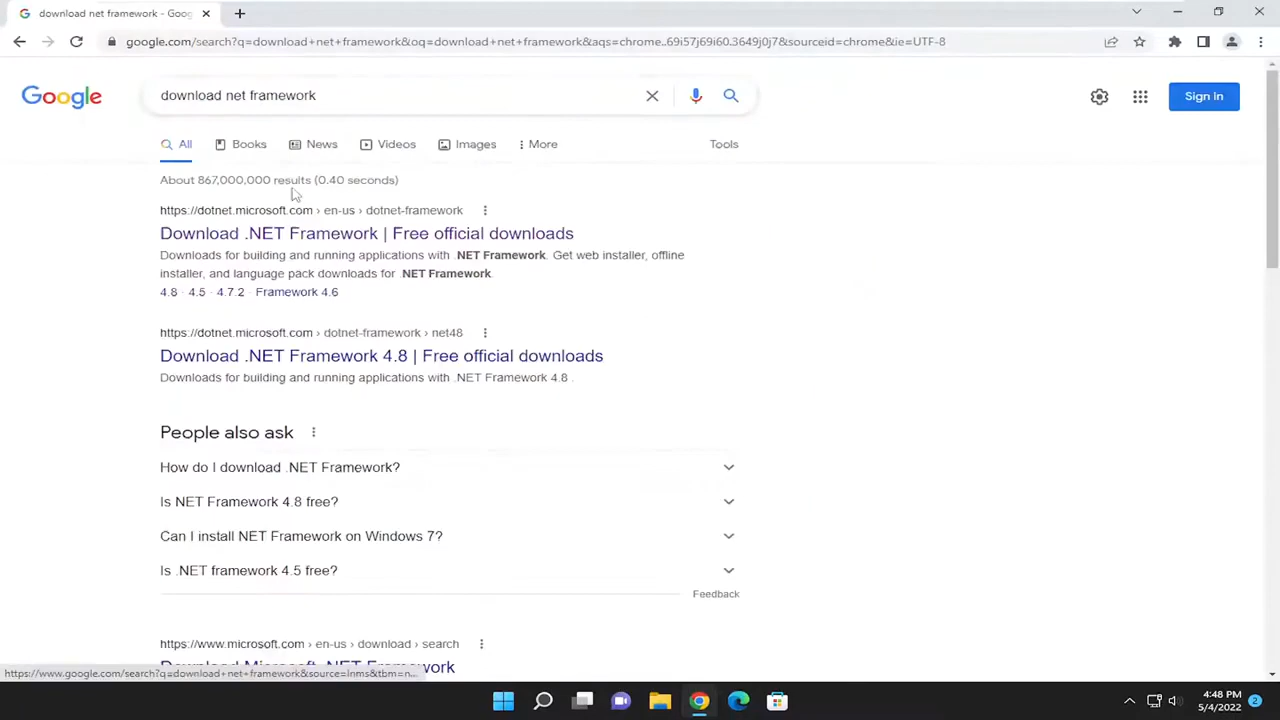 download net framework - Goog
google.com/search?q=download+net+framework&oq=download+net+framework&aqs=chrome..69i57j69i60.3649j0j7&sourceid=chrome&ie=UTF-8
Google
download net framework
Sign in
All
Books
News
Videos
Images
More
Tools
About 867,000,000 results (0.40 seconds)
https://dotnet.microsoft.com › en-us › dotnet-framework
Download .NET Framework | Free official downloads
Downloads for building and running applications with .NET Framework. Get web installer, offline
installer, and language pack downloads for .NET Framework.
4.8 · 4.5 · 4.7.2 · Framework 4.6
https://dotnet.microsoft.com › dotnet-framework › net48
Download .NET Framework 4.8 | Free official downloads
Downloads for building and running applications with .NET Framework 4.8 .
People also ask
How do I download .NET Framework?
Is NET Framework 4.8 free?
Can I install NET Framework on Windows 7?
Is .NET framework 4.5 free?
Feedback
https://www.microsoft.com › en-us › download › search
Download Microsoft .NET Framework
https://www.google.com/search?q=download+net+framework&source=lnms&tbm=n...
4:48 PM
5/4/2022
2